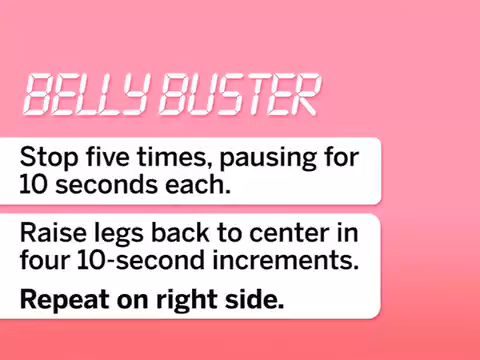 BELLY BUSTER
Stop five times, pausing for
10 seconds each.
Raise legs back to center in
four 10-second increments.
Repeat on right side.